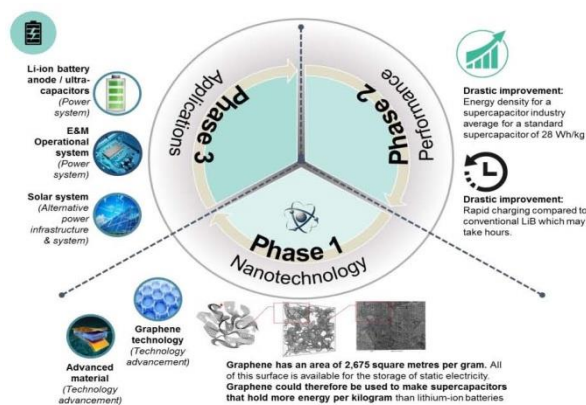 Li-ion battery
anode / ultra-
capacitors
(Power
system)
E&M
Operational
system
(Power
system)
Solar system
(Alternative
power
infrastructure
& system)
Applications
Phase 3
Phase 2
Performance
Phase 1
Nanotechnology
Drastic improvement:
Energy density for a
supercapacitor industry
average for a standard
supercapacitor of 28 Wh/kg
Drastic improvement:
Rapid charging compared to
conventional LiB which may
take hours.
Graphene
technology
(Technology
advancement)
Advanced
material
(Technology
advancement)
Graphene has an area of 2,675 square metres per gram. All
of this surface is available for the storage of static electricity.
Graphene could therefore be used to make supercapacitors
that hold more energy per kilogram than lithium-ion batteries